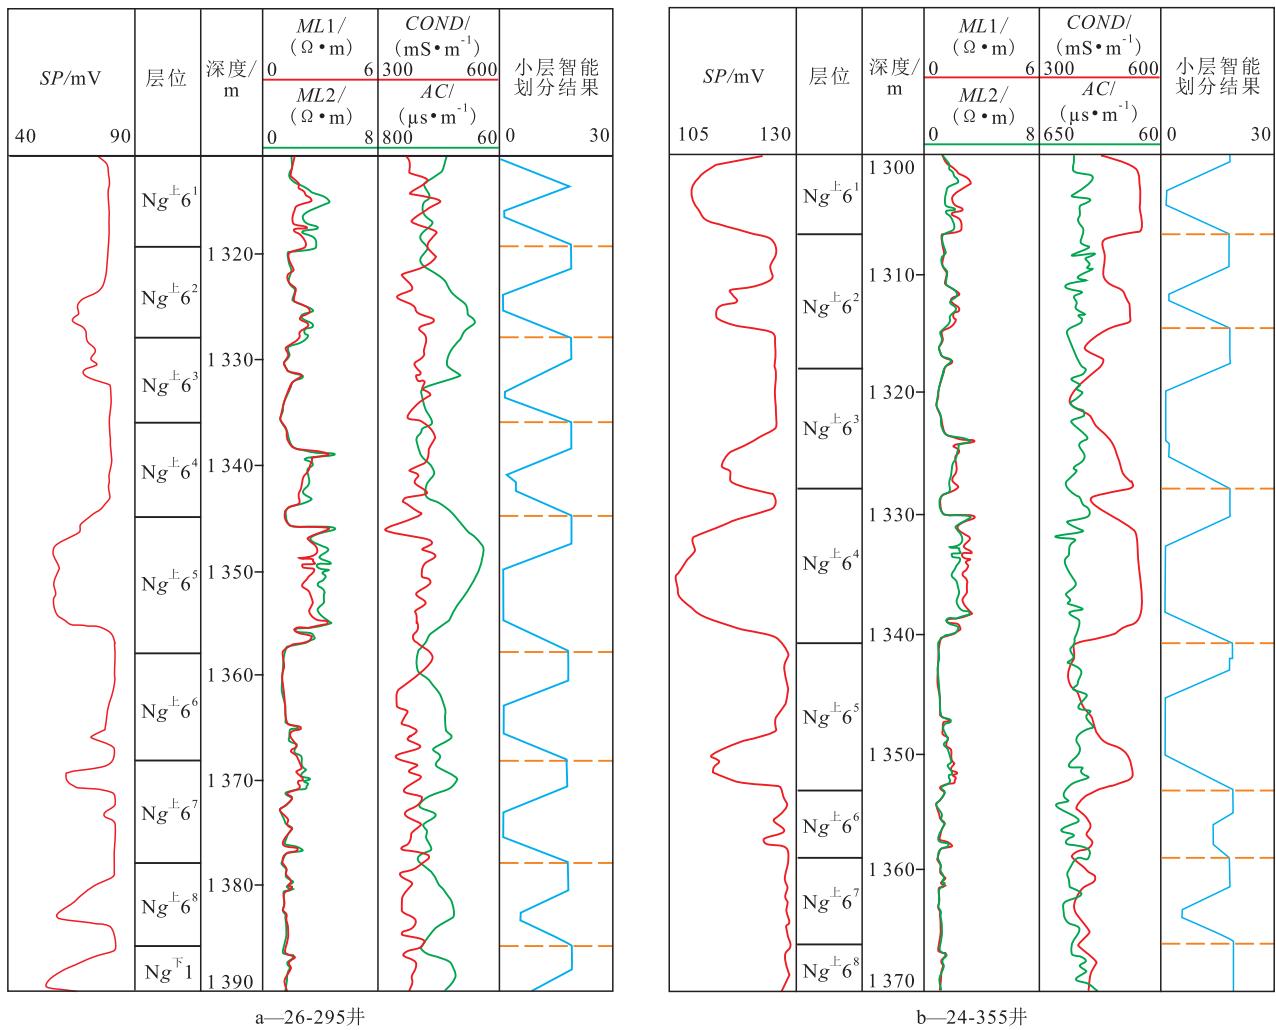 SP/mV
40 90
层位
深度/
m
ML1/
(Ω•m)
0 6
ML2/
(Ω•m)
0 8
COND/
(mS•m⁻¹)
300 600
AC/
(μs•m⁻¹)
800 60
小层智能
划分结果
0 30
Ng上6¹
Ng上6²
Ng上6³
Ng上6⁴
Ng上6⁵
Ng上6⁶
Ng上6⁷
Ng上6⁸
Ng下1
1 320
1 330
1 340
1 350
1 360
1 370
1 380
1 390
a—26-295井
SP/mV
105 130
层位
深度/
m
ML1/
(Ω•m)
0 6
ML2/
(Ω•m)
0 8
COND/
(mS•m⁻¹)
300 600
AC/
(μs•m⁻¹)
650 60
小层智能
划分结果
0 30
Ng上6¹
Ng上6²
Ng上6³
Ng上6⁴
Ng上6⁵
Ng上6⁶
Ng上6⁷
Ng上6⁸
1 300
1 310
1 320
1 330
1 340
1 350
1 360
1 370
b—24-355井